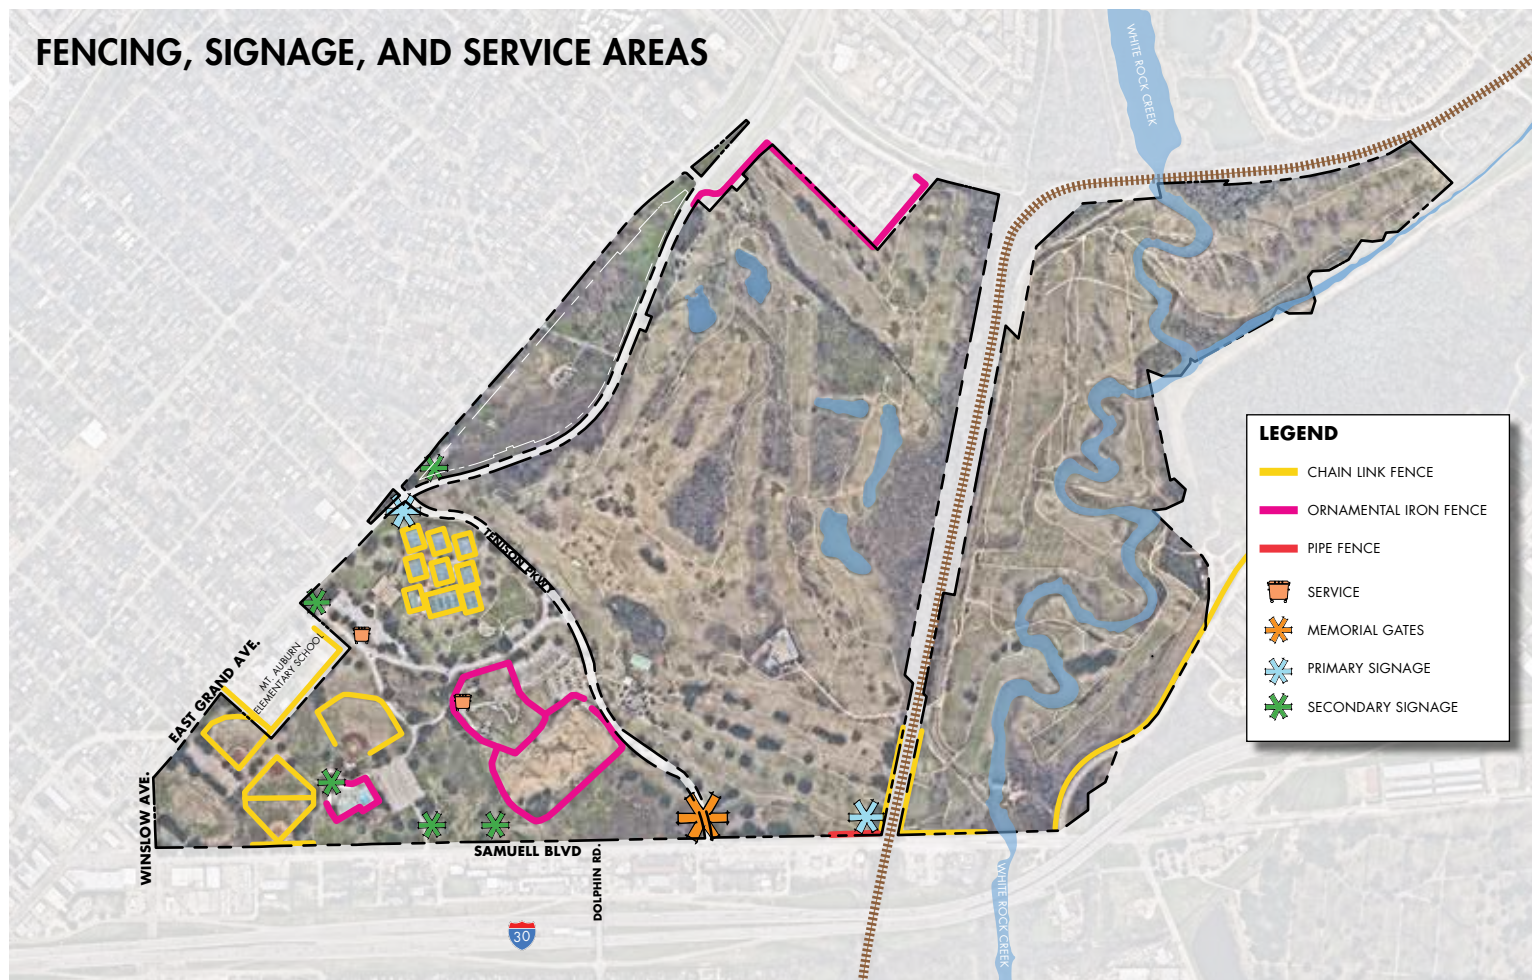 FENCING, SIGNAGE, AND SERVICE AREAS
WHITE ROCK CREEK
LEGEND
CHAIN LINK FENCE
ORNAMENTAL IRON FENCE
PIPE FENCE
SERVICE
MEMORIAL GATES
PRIMARY SIGNAGE
SECONDARY SIGNAGE
TENISON PKWY
EAST GRAND AVE.
MT. AUBURN
ELEMENTARY SCHOOL
WINSLOW AVE.
SAMUELL BLVD
DOLPHIN RD.
30
WHITE ROCK CREEK